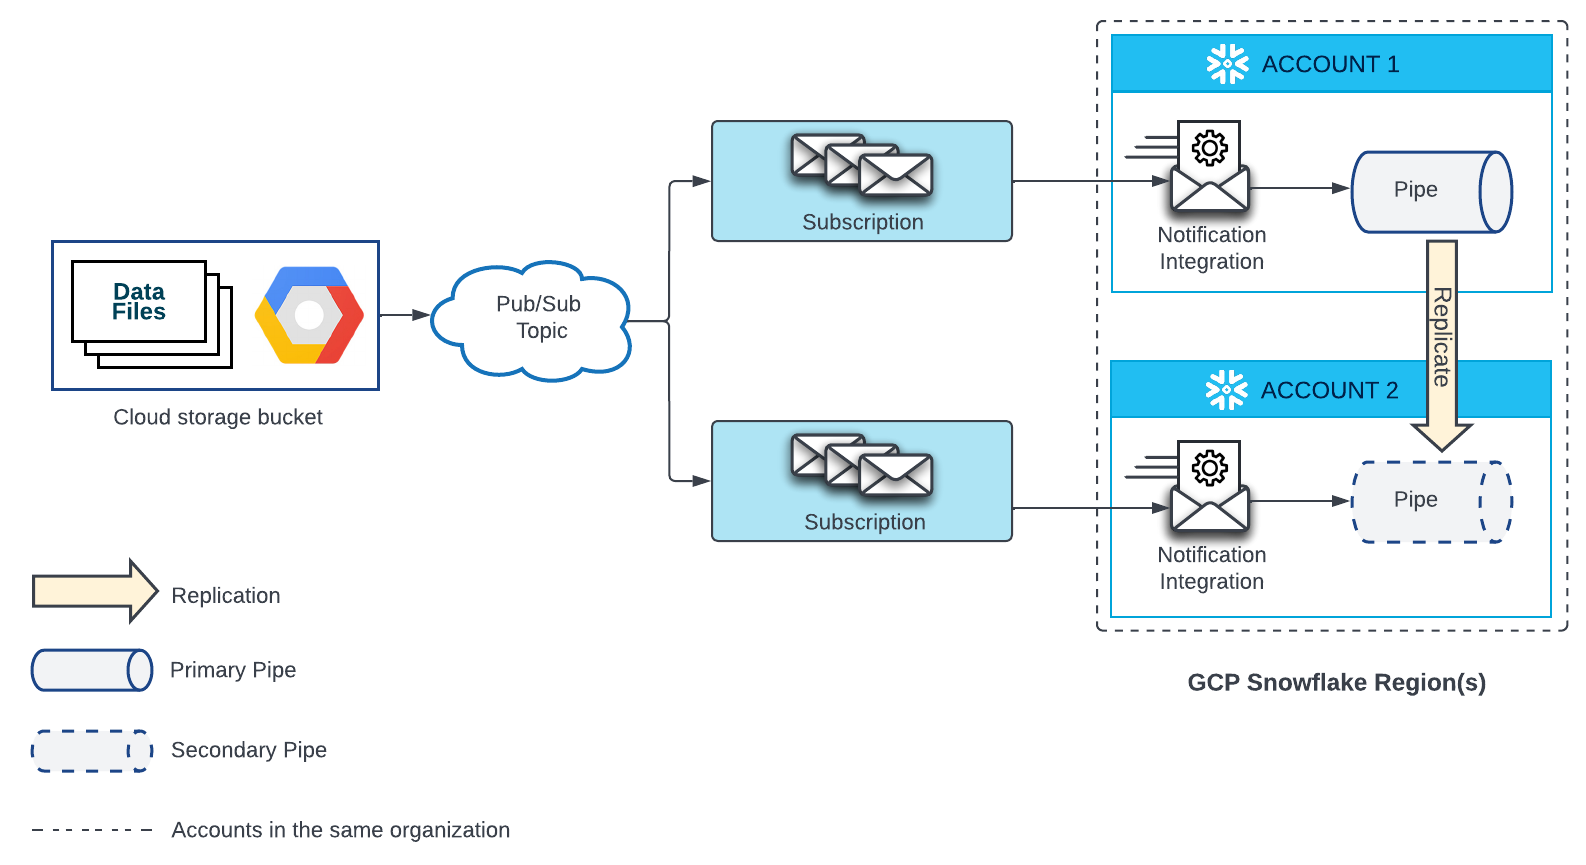 ACCOUNT 1
Data
Files
Cloud storage bucket
Pub/Sub
Topic
Subscription
Notification
Integration
Pipe
Replicate
ACCOUNT 2
Subscription
Notification
Integration
Pipe
GCP Snowflake Region(s)
Replication
Primary Pipe
Secondary Pipe
Accounts in the same organization